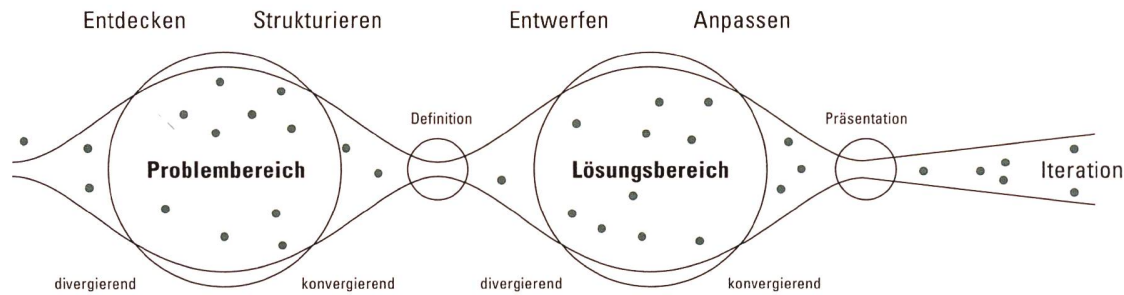 Entdecken Strukturieren Entwerfen Anpassen
Definition Präsentation
Problembereich Lösungsbereich Iteration
divergierend konvergierend divergierend konvergierend